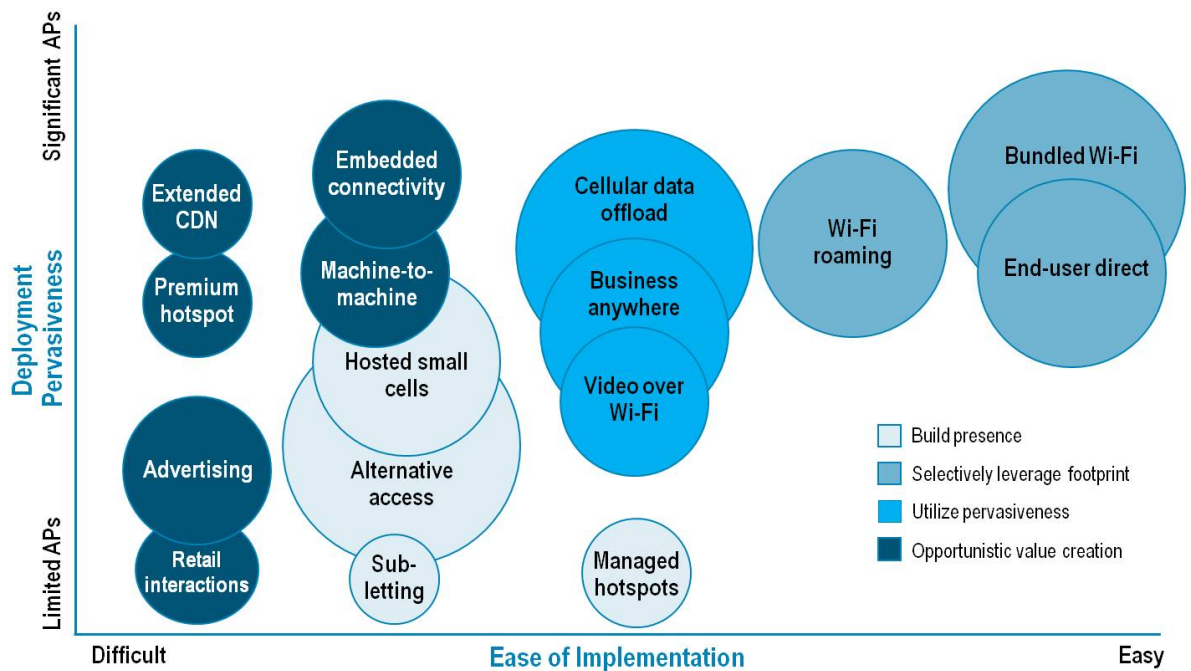 Significant APs
Deployment
Pervasiveness
Limited APs
Extended
CDN
Premium
hotspot
Advertising
Retail
interactions
Embedded
connectivity
Machine-to-
machine
Hosted small
cells
Alternative
access
Sub-
letting
Cellular data
offload
Business
anywhere
Video over
Wi-Fi
Managed
hotspots
Wi-Fi
roaming
Bundled Wi-Fi
End-user direct
Build presence
Selectively leverage footprint
Utilize pervasiveness
Opportunistic value creation
Difficult
Ease of Implementation
Easy